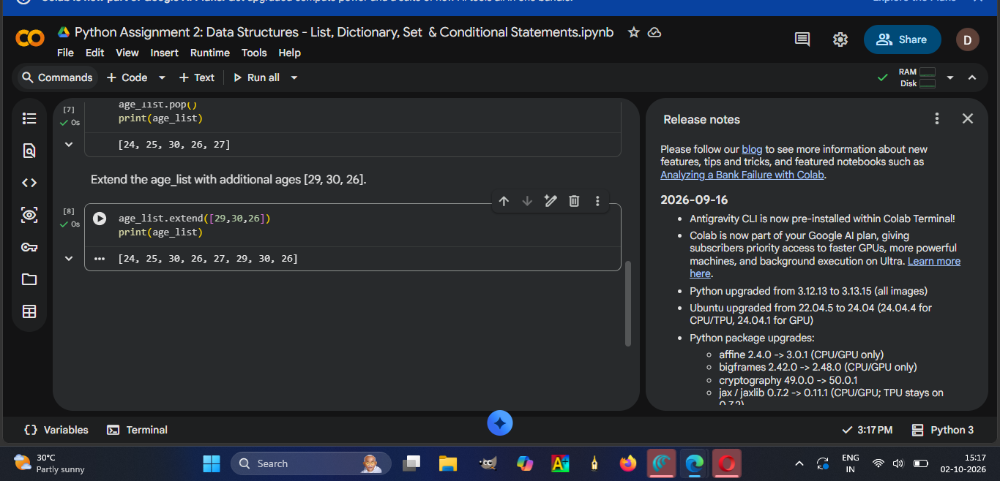 Python Assignment 2: Data Structures - List, Dictionary, Set & Conditional Statements.ipynb
File Edit View Insert Runtime Tools Help
Share
D
Commands + Code + Text Run all
RAM
Disk
[7]
0s
age_list.pop()
print(age_list)
[24, 25, 30, 26, 27]
Extend the age_list with additional ages [29, 30, 26].
[8]
0s
age_list.extend([29,30,26])
print(age_list)
[24, 25, 30, 26, 27, 29, 30, 26]
Release notes
Please follow our blog to see more information about new
features, tips and tricks, and featured notebooks such as
Analyzing a Bank Failure with Colab.
2026-09-16
• Antigravity CLI is now pre-installed within Colab Terminal!
• Colab is now part of your Google AI plan, giving
subscribers priority access to faster GPUs, more powerful
machines, and background execution on Ultra. Learn more
here.
• Python upgraded from 3.12.13 to 3.13.15 (all images)
• Ubuntu upgraded from 22.04.5 to 24.04 (24.04.4 for
CPU/TPU, 24.04.1 for GPU)
• Python package upgrades:
affine 2.4.0 -> 3.0.1 (CPU/GPU only)
bigframes 2.42.0 -> 2.48.0 (CPU/GPU only)
cryptography 49.0.0 -> 50.0.1
jax / jaxlib 0.7.2 -> 0.11.1 (CPU/GPU; TPU stays on
Variables Terminal
3:17 PM Python 3
30°C
Partly sunny
Search
ENG
IN
15:17
02-10-2026